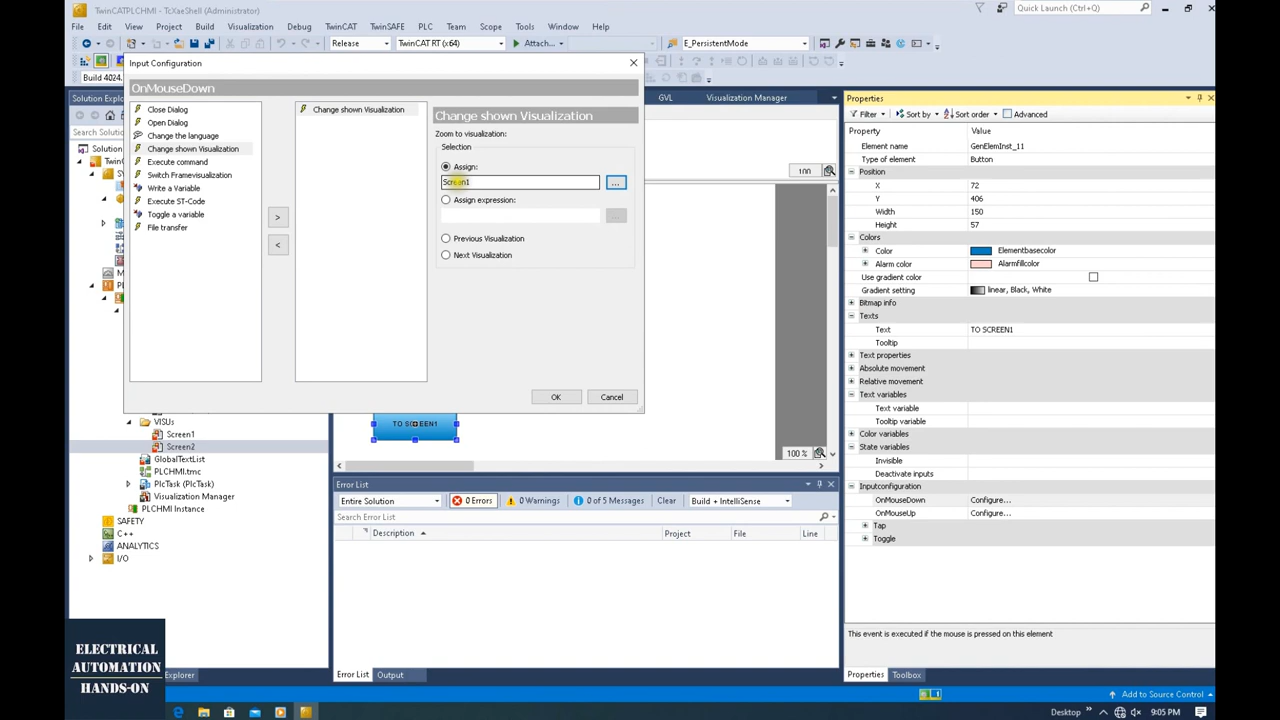 TwinCATPLCHMI - TcXaeShell (Administrator)
Quick Launch (Ctrl+Q)
File Edit View Project Build Visualization Debug TwinCAT TwinSAFE PLC Team Scope Tools Window Help
Release TwinCAT RT (x64) Attach... E_PersistentMode
Build 4024.
Input Configuration
OnMouseDown
Close Dialog
Open Dialog
Change the language
Change shown Visualization
Execute command
Switch Framevisualization
Write a Variable
Execute ST-Code
Toggle a variable
File transfer
>
<
Change shown Visualization
Change shown Visualization
Zoom to visualization:
Selection
Assign:
Screen1
...
Assign expression:
...
Previous Visualization
Next Visualization
OK Cancel
Solution Explo
Search Solution
Solution
TwinC
SY
M
PL
VISUs
Screen1
Screen2
GlobalTextList
PLCHMI.tmc
PlcTask (PlcTask)
Visualization Manager
PLCHMI Instance
SAFETY
C++
ANALYTICS
I/O
Explorer
GVL Visualization Manager
100
TO SCREEN1
100 %
Error List
Entire Solution 0 Errors 0 Warnings 0 of 5 Messages Clear Build + IntelliSense
Search Error List
Description Project File Line
Error List Output
Properties
Filter Sort by Sort order Advanced
Property Value
Element name GenElemInst_11
Type of element Button
Position
X 72
Y 406
Width 150
Height 57
Colors
Color Elementbasecolor
Alarm color Alarmfillcolor
Use gradient color
Gradient setting linear, Black, White
Bitmap info
Texts
Text TO SCREEN1
Tooltip
Text properties
Absolute movement
Relative movement
Text variables
Text variable
Tooltip variable
Color variables
State variables
Invisible
Deactivate inputs
Inputconfiguration
OnMouseDown Configure...
OnMouseUp Configure...
Tap
Toggle
This event is executed if the mouse is pressed on this element
Properties Toolbox
Add to Source Control
Desktop 9:05 PM
ELECTRICAL
AUTOMATION
HANDS-ON